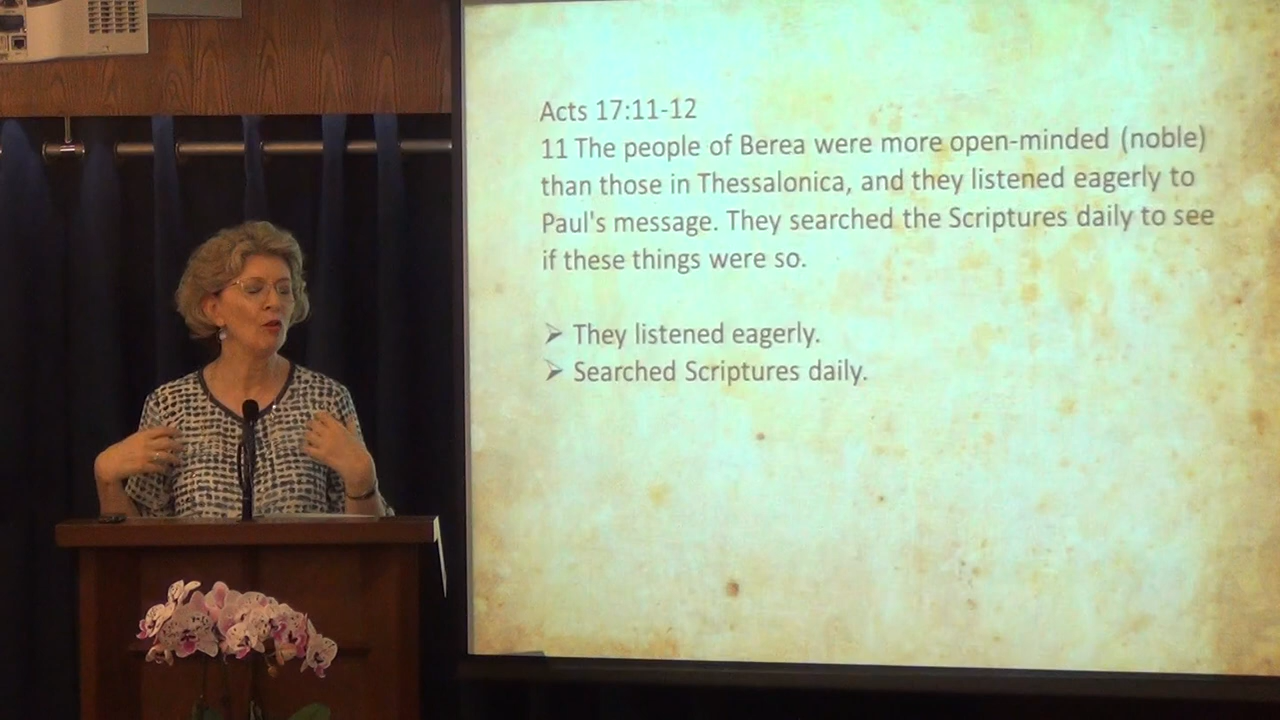 Acts 17:11-12
11 The people of Berea were more open-minded (noble)
than those in Thessalonica, and they listened eagerly to
Paul's message. They searched the Scriptures daily to see
if these things were so.
➢ They listened eagerly.
➢ Searched Scriptures daily.